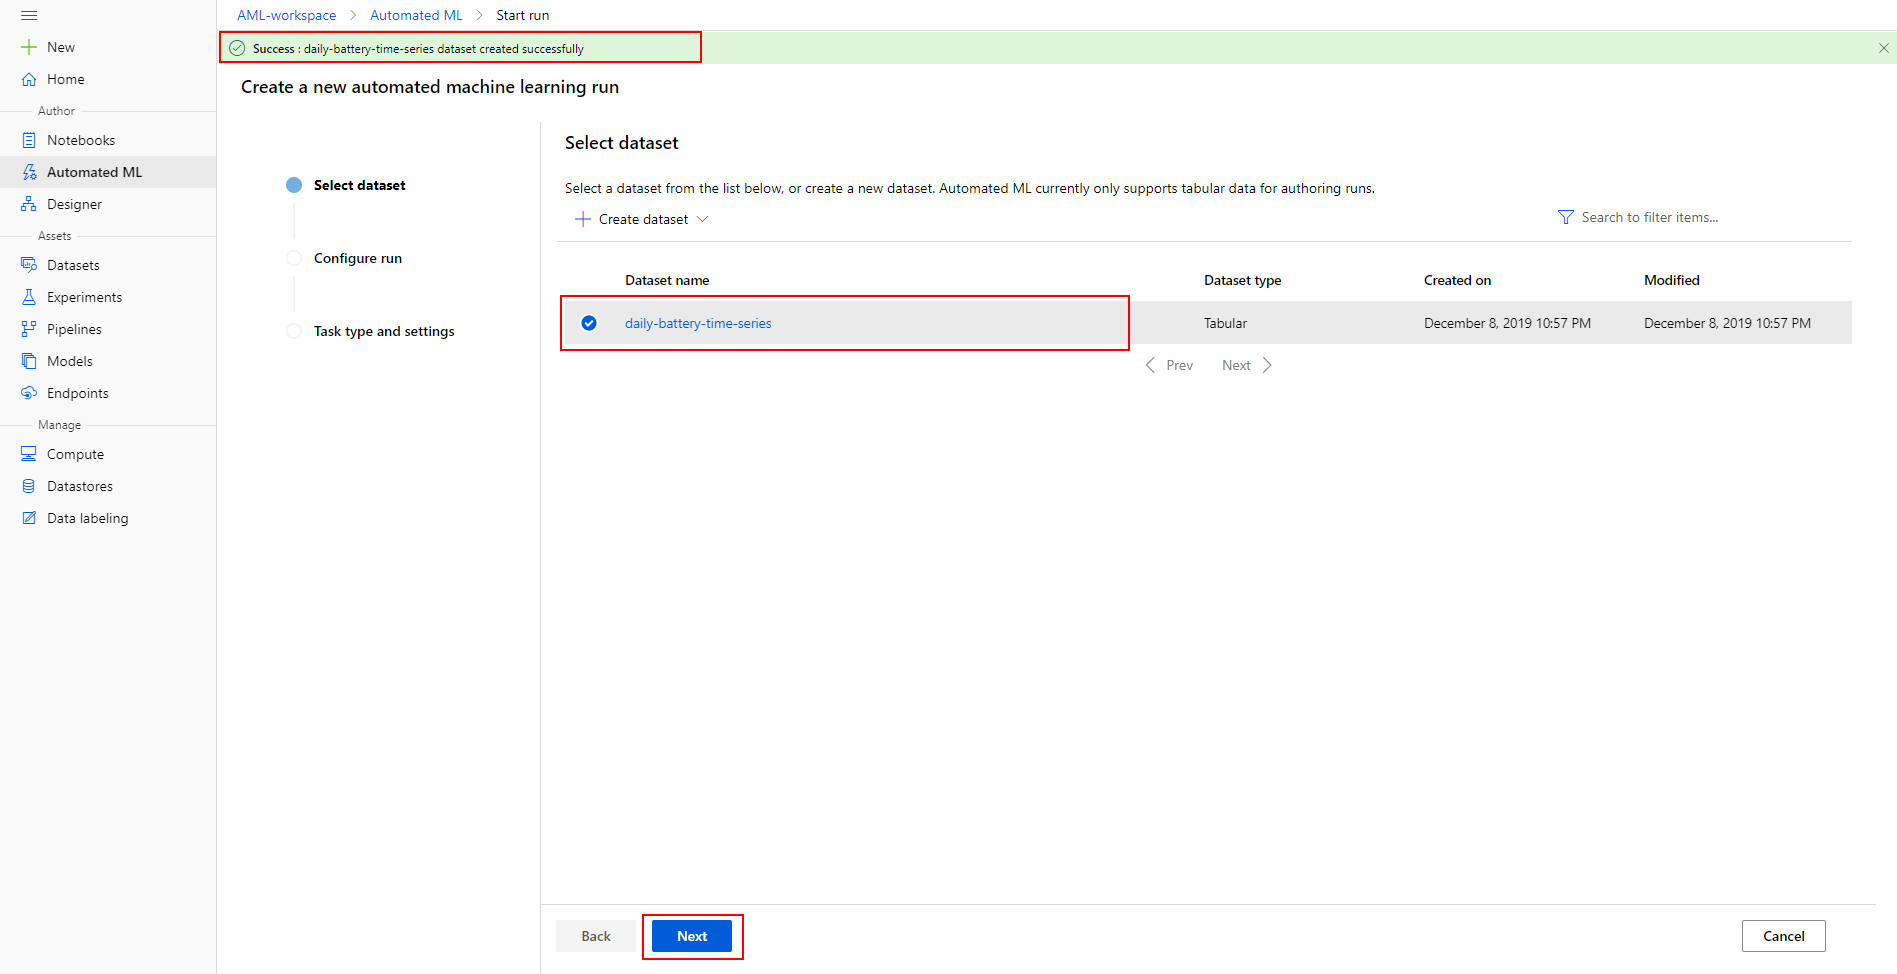 AML-workspace > Automated ML > Start run
Success : daily-battery-time-series dataset created successfully
New
Home
Author
Notebooks
Automated ML
Designer
Assets
Datasets
Experiments
Pipelines
Models
Endpoints
Manage
Compute
Datastores
Data labeling
Create a new automated machine learning run
Select dataset
Configure run
Task type and settings
Select dataset
Select a dataset from the list below, or create a new dataset. Automated ML currently only supports tabular data for authoring runs.
Create dataset
Search to filter items...
Dataset name Dataset type Created on Modified
daily-battery-time-series Tabular December 8, 2019 10:57 PM December 8, 2019 10:57 PM
Prev Next
Back Next Cancel